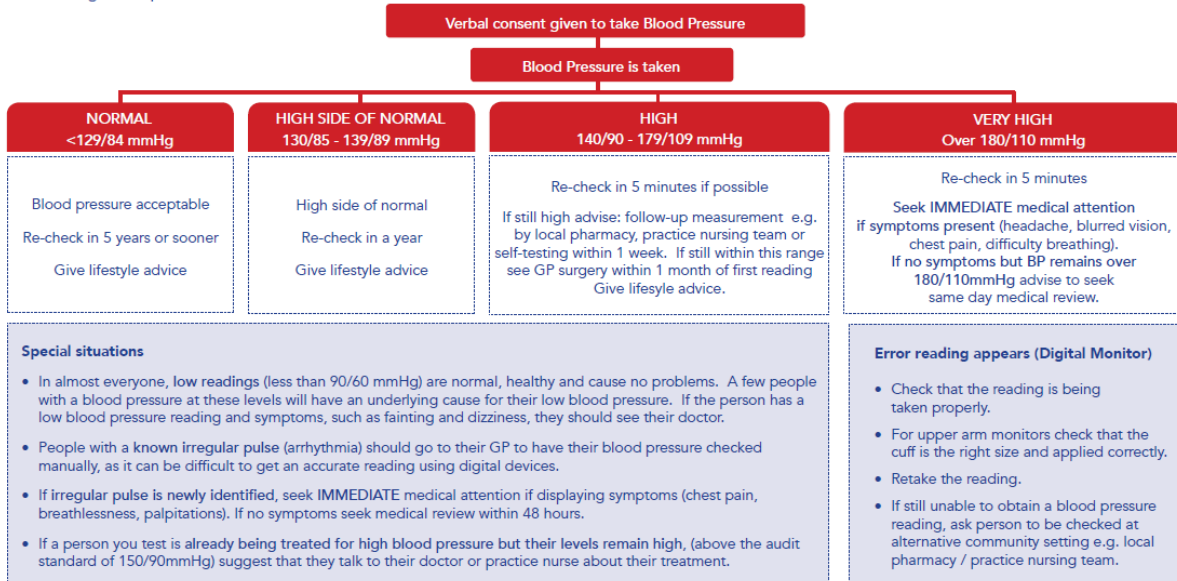 Verbal consent given to take Blood Pressure
Blood Pressure is taken
NORMAL
<129/84 mmHg
Blood pressure acceptable
Re-check in 5 years or sooner
Give lifestyle advice
HIGH SIDE OF NORMAL
130/85 - 139/89 mmHg
High side of normal
Re-check in a year
Give lifestyle advice
HIGH
140/90 - 179/109 mmHg
Re-check in 5 minutes if possible
If still high advise: follow-up measurement e.g.
by local pharmacy, practice nursing team or
self-testing within 1 week. If still within this range
see GP surgery within 1 month of first reading
Give lifesyle advice.
VERY HIGH
Over 180/110 mmHg
Re-check in 5 minutes
Seek IMMEDIATE medical attention
if symptoms present (headache, blurred vision,
chest pain, difficulty breathing).
If no symptoms but BP remains over
180/110mmHg advise to seek
same day medical review.
Special situations
• In almost everyone, low readings (less than 90/60 mmHg) are normal, healthy and cause no problems. A few people
with a blood pressure at these levels will have an underlying cause for their low blood pressure. If the person has a
low blood pressure reading and symptoms, such as fainting and dizziness, they should see their doctor.
• People with a known irregular pulse (arrhythmia) should go to their GP to have their blood pressure checked
manually, as it can be difficult to get an accurate reading using digital devices.
• If irregular pulse is newly identified, seek IMMEDIATE medical attention if displaying symptoms (chest pain,
breathlessness, palpitations). If no symptoms seek medical review within 48 hours.
• If a person you test is already being treated for high blood pressure but their levels remain high, (above the audit
standard of 150/90mmHg) suggest that they talk to their doctor or practice nurse about their treatment.
Error reading appears (Digital Monitor)
• Check that the reading is being
taken properly.
• For upper arm monitors check that the
cuff is the right size and applied correctly.
• Retake the reading.
• If still unable to obtain a blood pressure
reading, ask person to be checked at
alternative community setting e.g. local
pharmacy / practice nursing team.